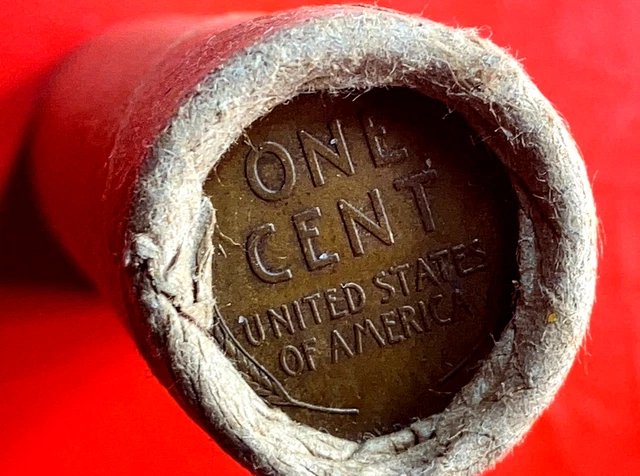 ONE
CENT
UNITED STATES
OF AMERICA